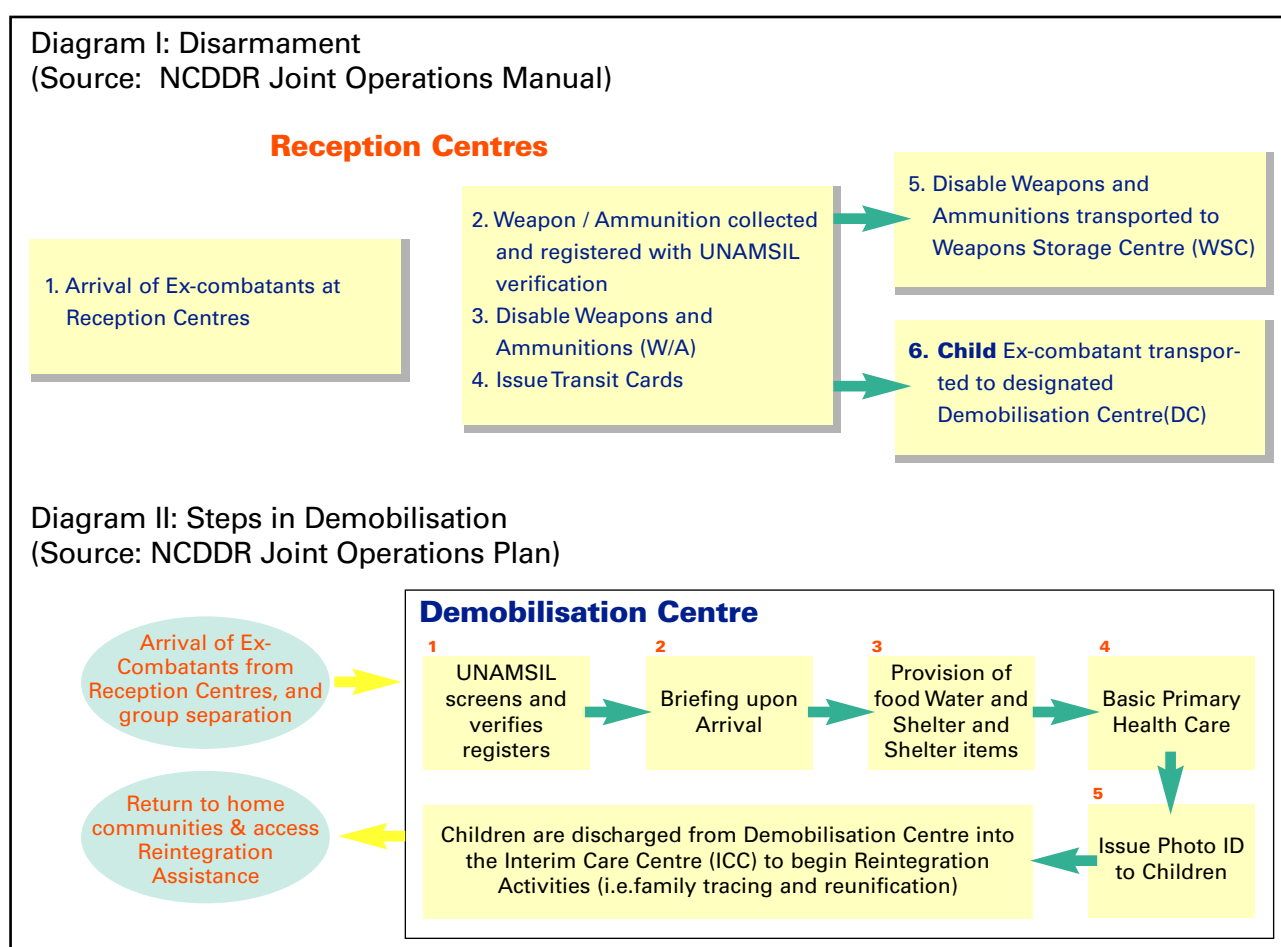 Diagram I: Disarmament
(Source: NCDDR Joint Operations Manual)
Reception Centres
1. Arrival of Ex-combatants at
Reception Centres
2. Weapon / Ammunition collected
and registered with UNAMSIL
verification
3. Disable Weapons and
Ammunitions (W/A)
4. Issue Transit Cards
5. Disable Weapons and
Ammunitions transported to
Weapons Storage Centre (WSC)
6. Child Ex-combatant transpor-
ted to designated
Demobilisation Centre(DC)
Diagram II: Steps in Demobilisation
(Source: NCDDR Joint Operations Plan)
Arrival of Ex-
Combatants from
Reception Centres, and
group separation
Demobilisation Centre
1
UNAMSIL
screens and
verifies
registers
2
Briefing upon
Arrival
3
Provision of
food Water and
Shelter and
Shelter items
4
Basic Primary
Health Care
5
Issue Photo ID
to Children
Children are discharged from Demobilisation Centre into
the Interim Care Centre (ICC) to begin Reintegration
Activities (i.e.family tracing and reunification)
Return to home
communities & access
Reintegration
Assistance